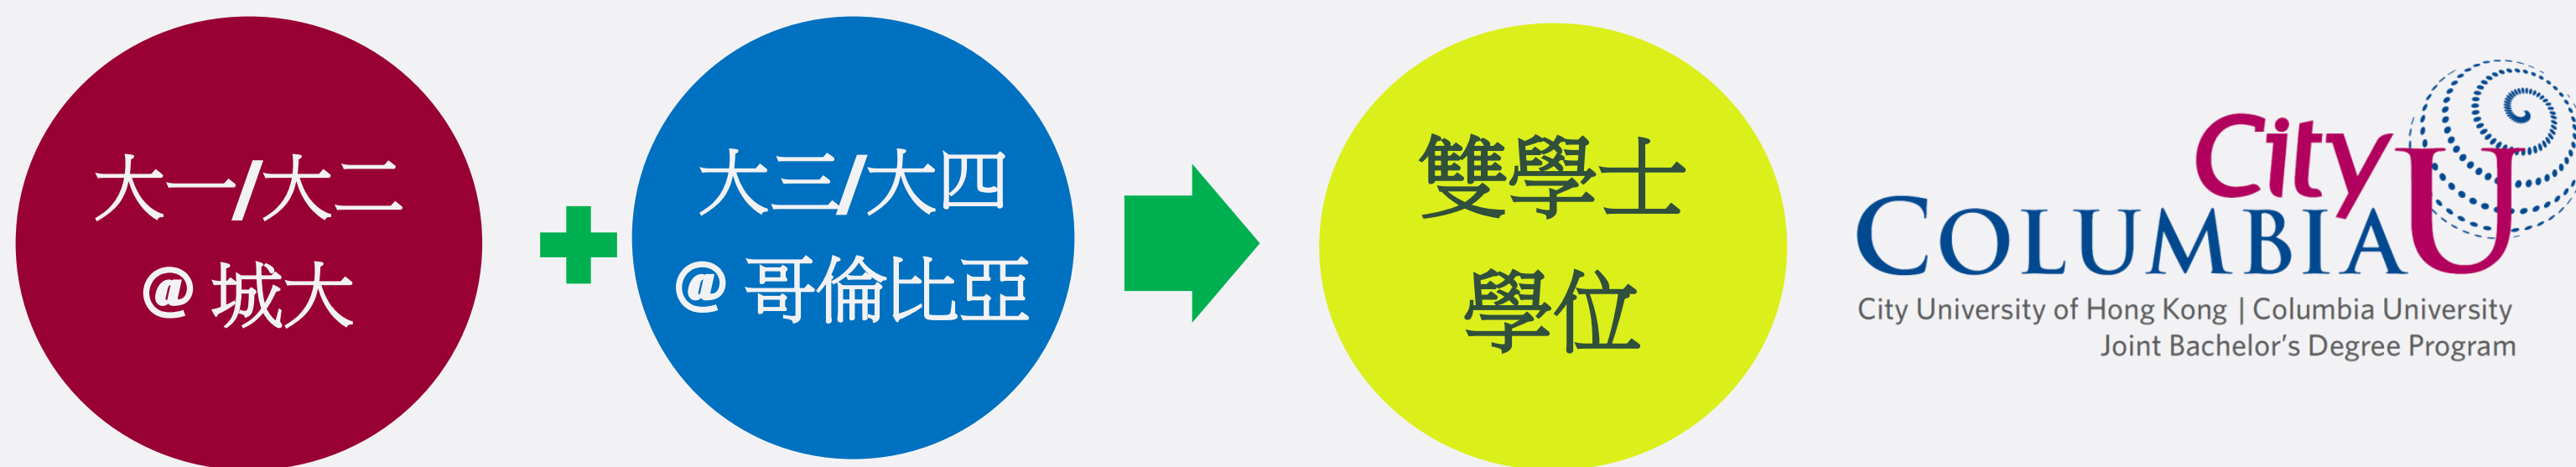 大一/大二
@ 城大
大三/大四
@ 哥倫比亞
雙學士
學位
City
COLUMBIAU
City University of Hong Kong | Columbia University
Joint Bachelor's Degree Program